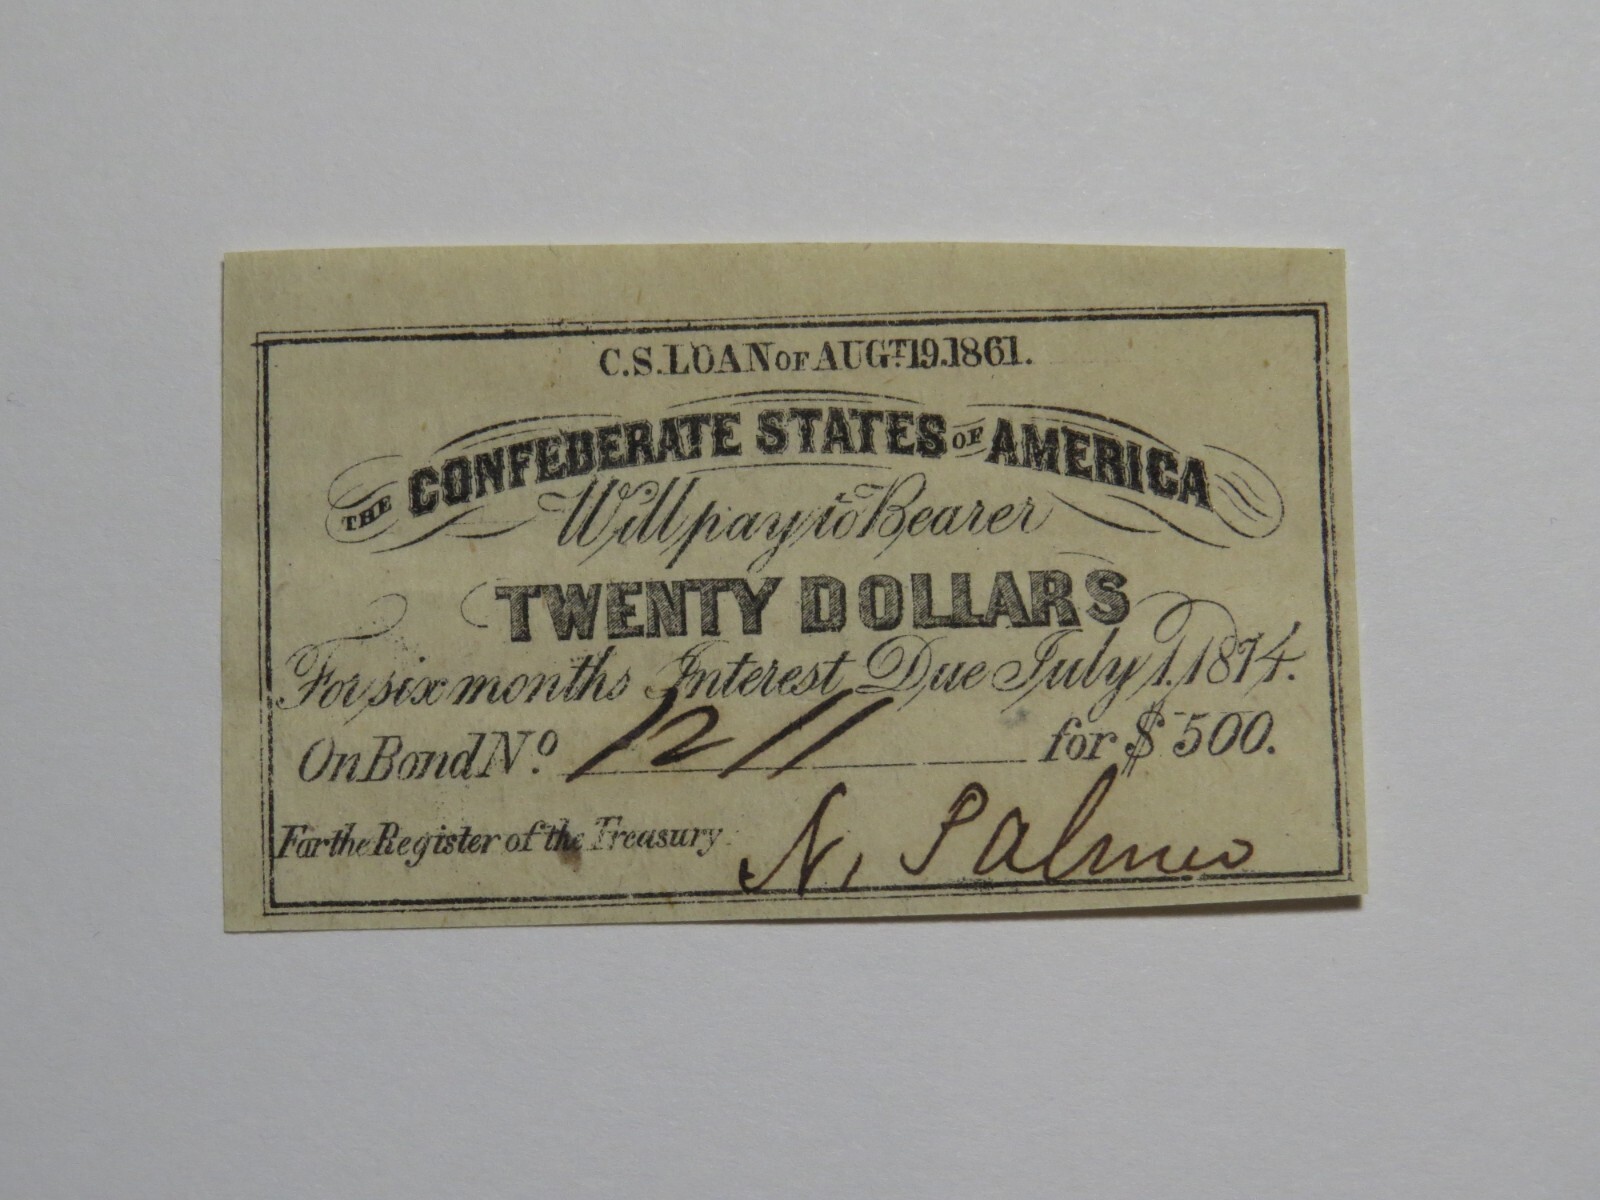 C.S. LOAN OF AUGT. 19. 1861.
THE CONFEDERATE STATES OF AMERICA
Will pay to Bearer
TWENTY DOLLARS
For six months Interest Due July 1. 1874.
On Bond No. 1211 for $500.
For the Register of the Treasury. N. Palmer